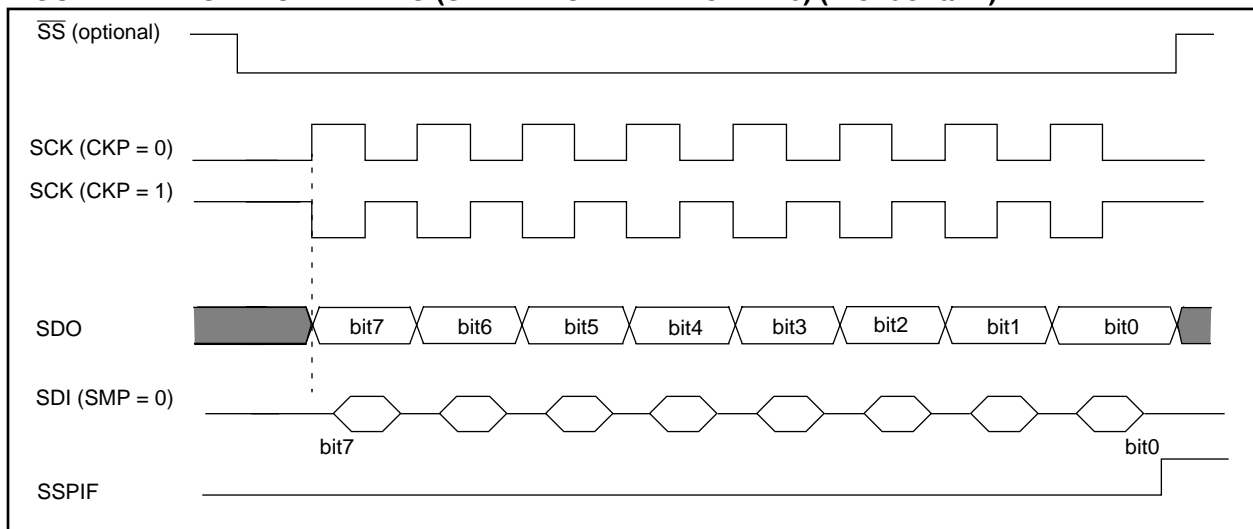 SS (optional)
SCK (CKP = 0)
SCK (CKP = 1)
SDO
bit7 bit6 bit5 bit4 bit3 bit2 bit1 bit0
SDI (SMP = 0)
bit7 bit0
SSPIF